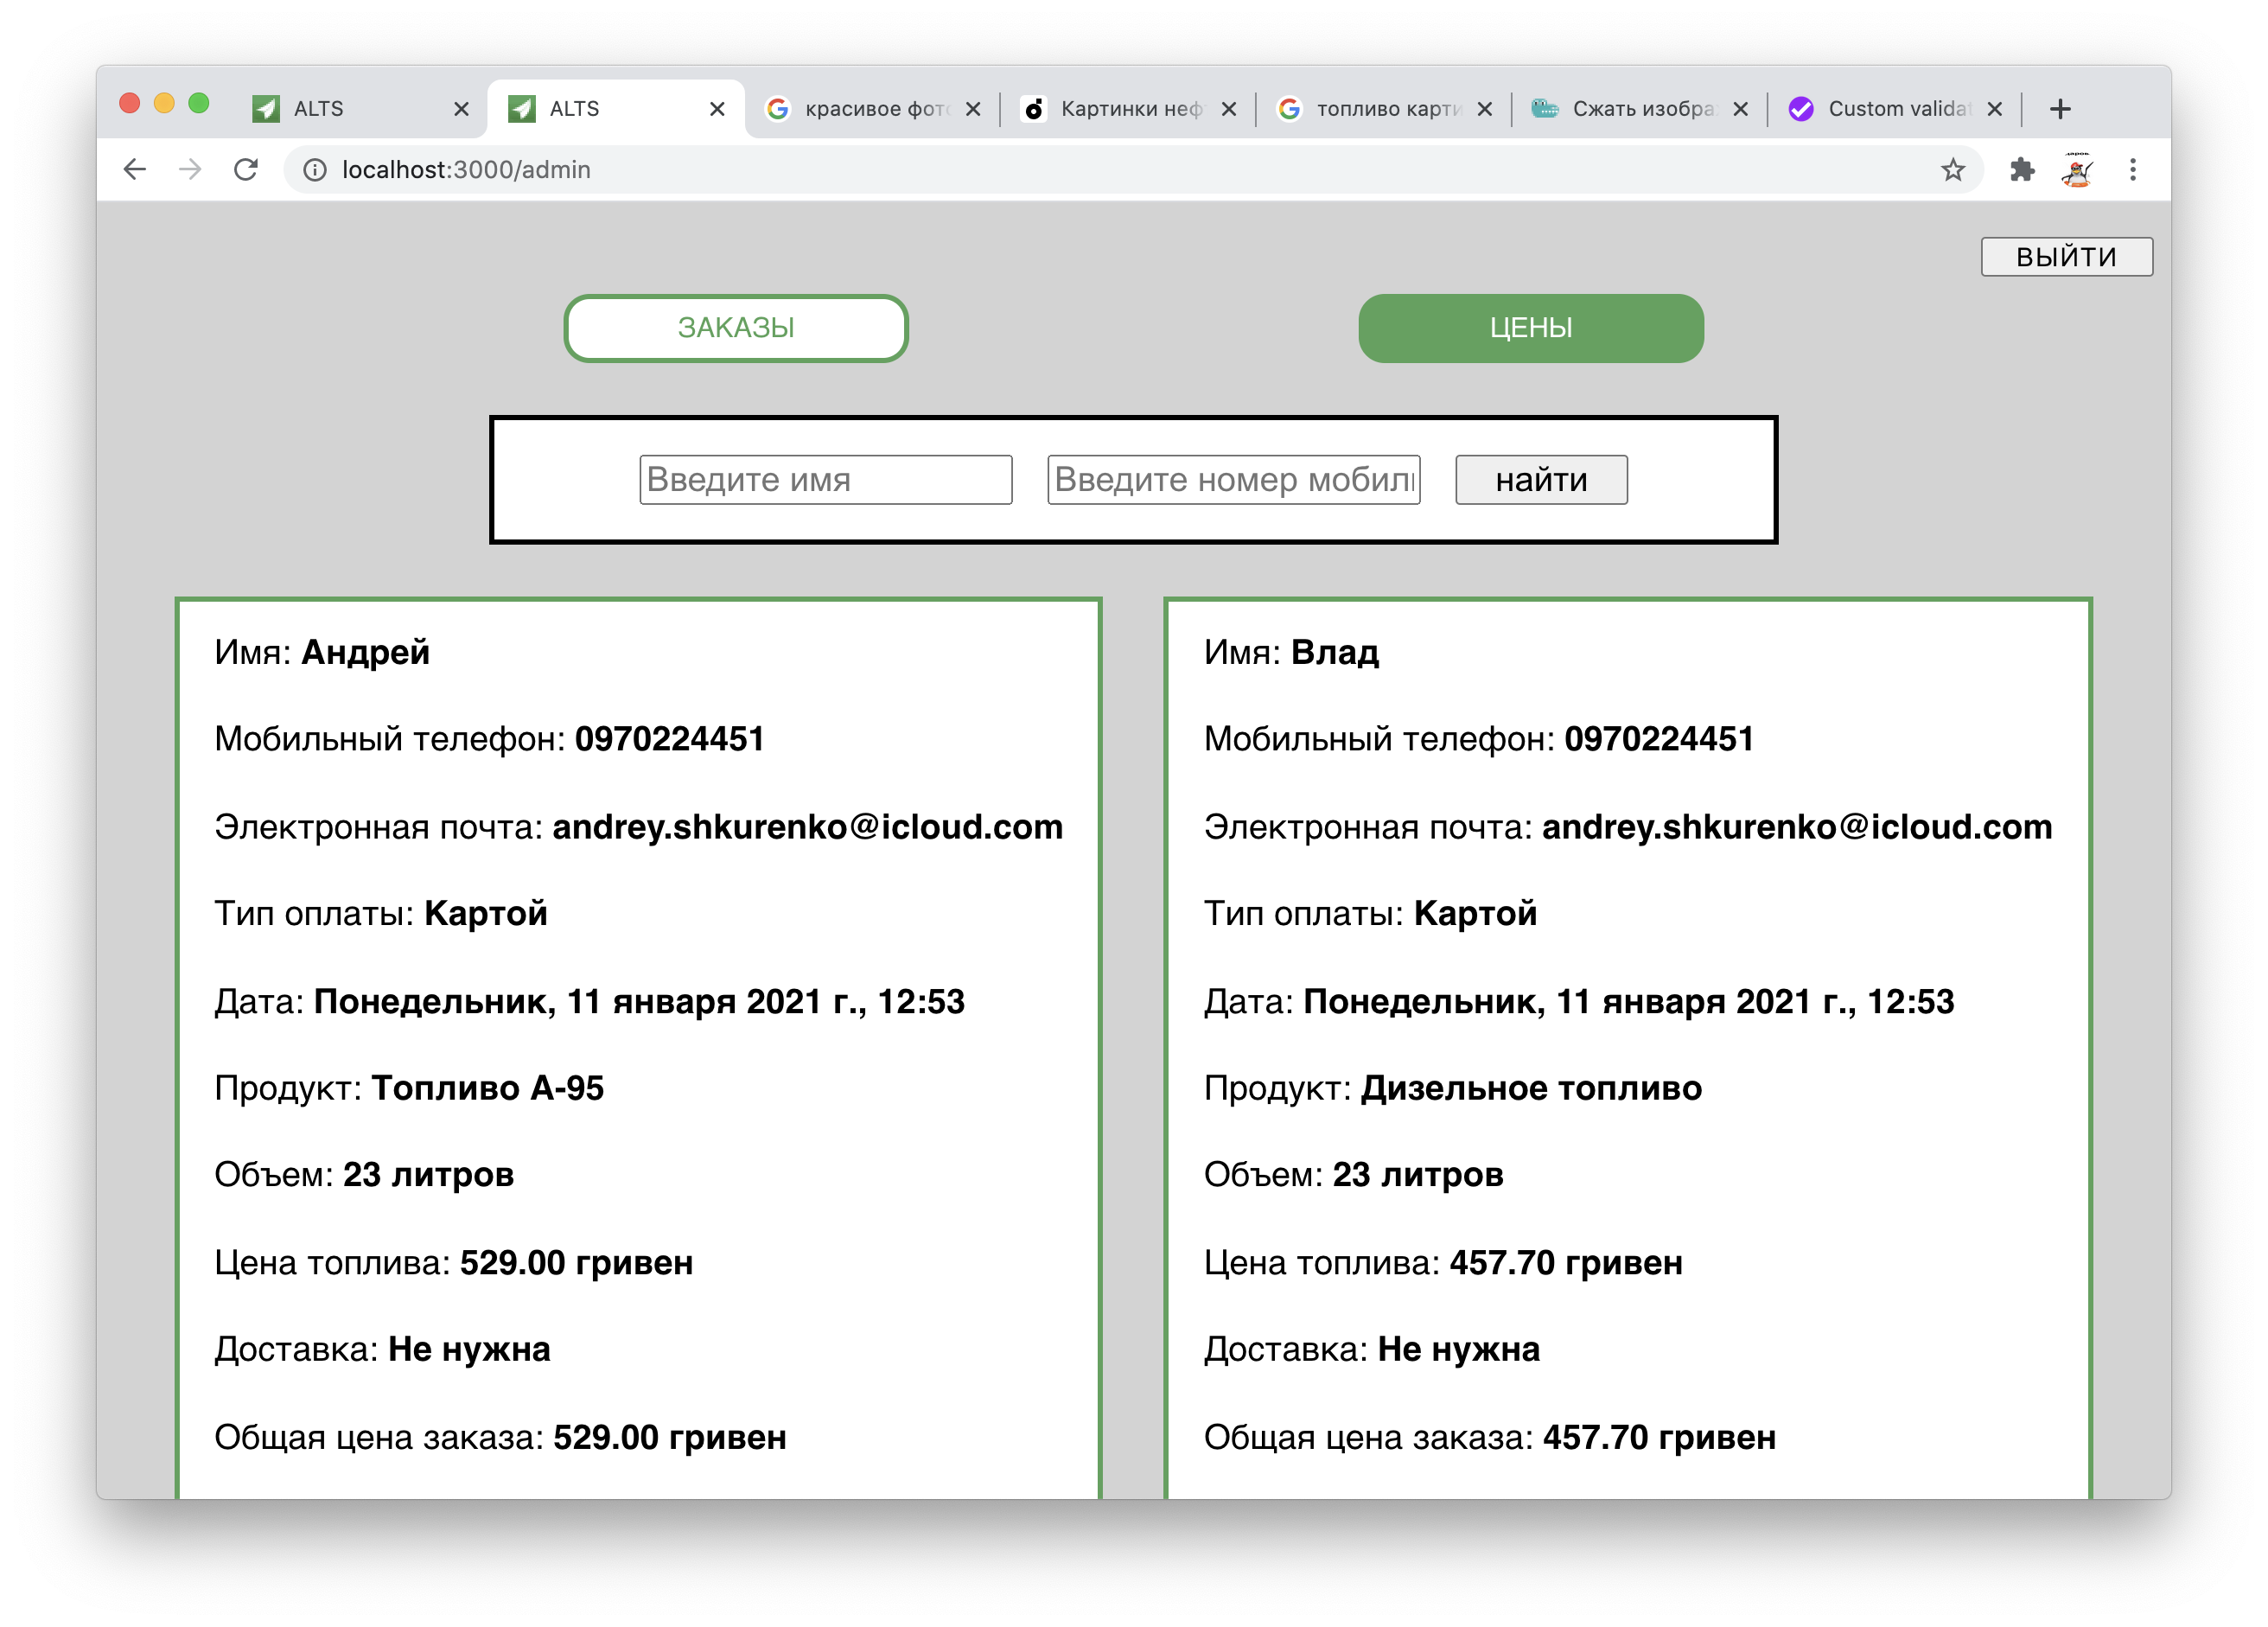 ALTS
ALTS
красивое фото
Картинки неф
топливо карти
Сжать изобра
Custom validat
localhost:3000/admin
ВЫЙТИ
ЗАКАЗЫ
ЦЕНЫ
Введите имя
Введите номер мобил
найти
Имя: Андрей
Мобильный телефон: 0970224451
Электронная почта: andrey.shkurenko@icloud.com
Тип оплаты: Картой
Дата: Понедельник, 11 января 2021 г., 12:53
Продукт: Топливо А-95
Объем: 23 литров
Цена топлива: 529.00 гривен
Доставка: Не нужна
Общая цена заказа: 529.00 гривен
Имя: Влад
Мобильный телефон: 0970224451
Электронная почта: andrey.shkurenko@icloud.com
Тип оплаты: Картой
Дата: Понедельник, 11 января 2021 г., 12:53
Продукт: Дизельное топливо
Объем: 23 литров
Цена топлива: 457.70 гривен
Доставка: Не нужна
Общая цена заказа: 457.70 гривен